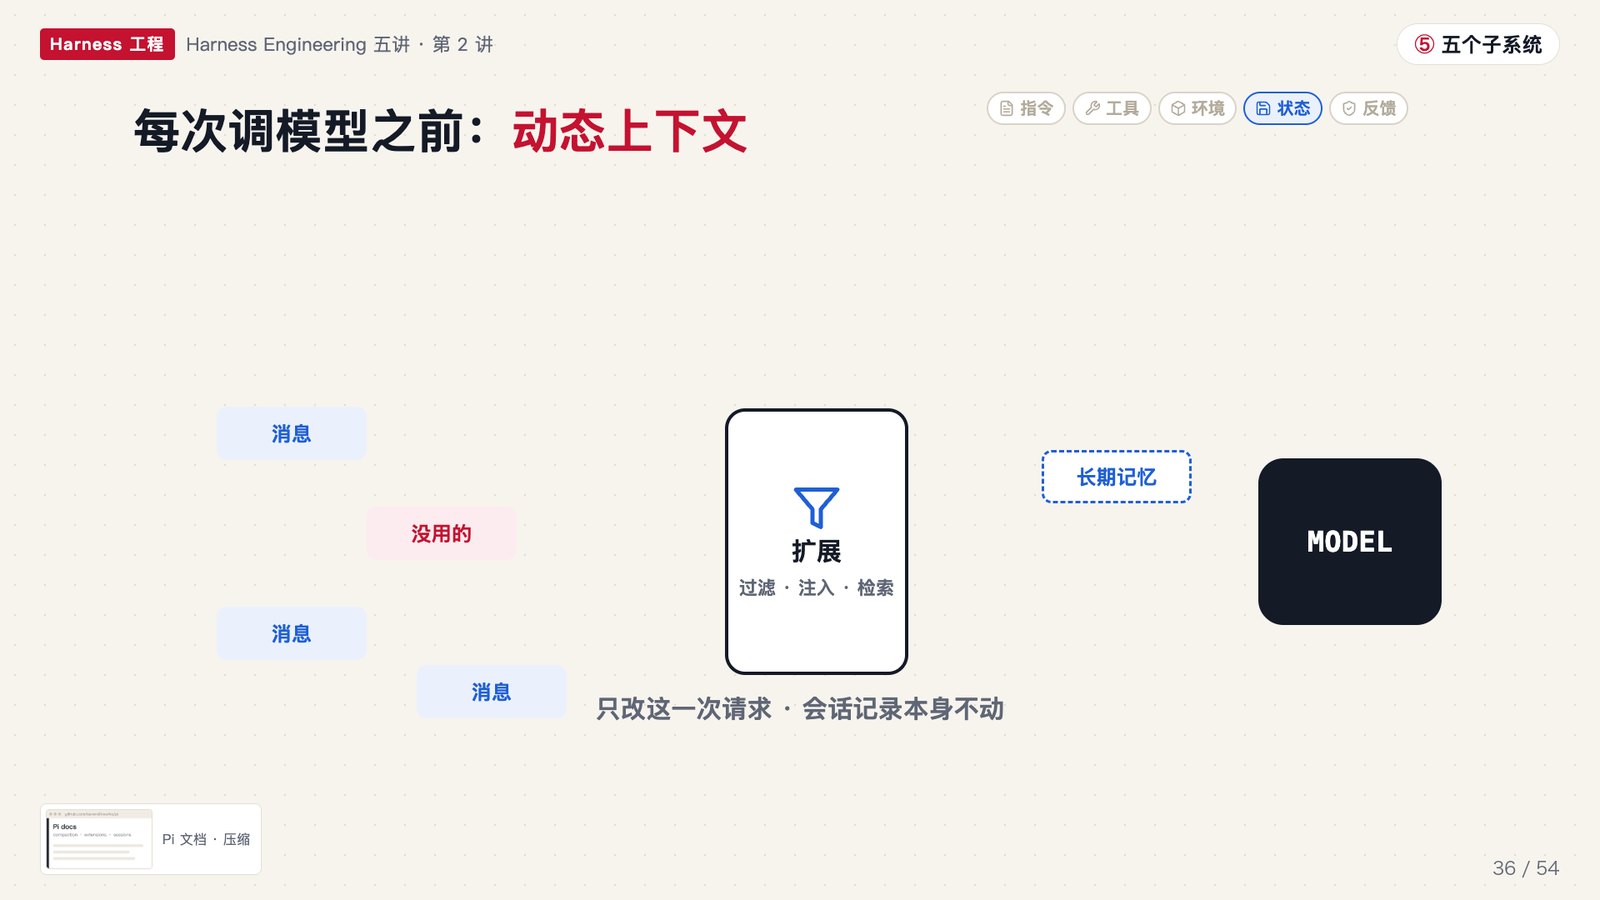 Harness 工程 Harness Engineering 五讲 · 第 2 讲
⑤ 五个子系统
每次调模型之前：动态上下文
指令 工具 环境 状态 反馈
消息
没用的
消息
消息
扩展
过滤 · 注入 · 检索
长期记忆
MODEL
只改这一次请求 · 会话记录本身不动
Pi docs
Pi 文档 · 压缩
36 / 54